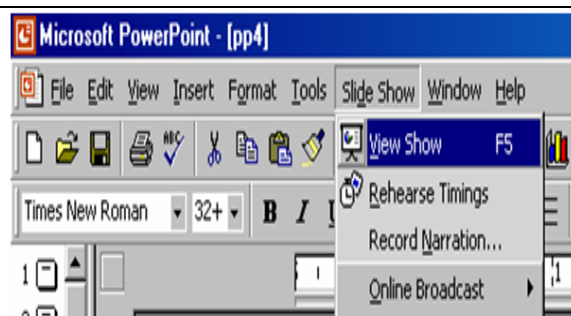 Microsoft PowerPoint - [pp4]
File Edit View Insert Format Tools Slide Show Window Help
ABC
View Show F5
Rehearse Timings
Times New Roman 32+ B I
Record Narration...
1
Online Broadcast